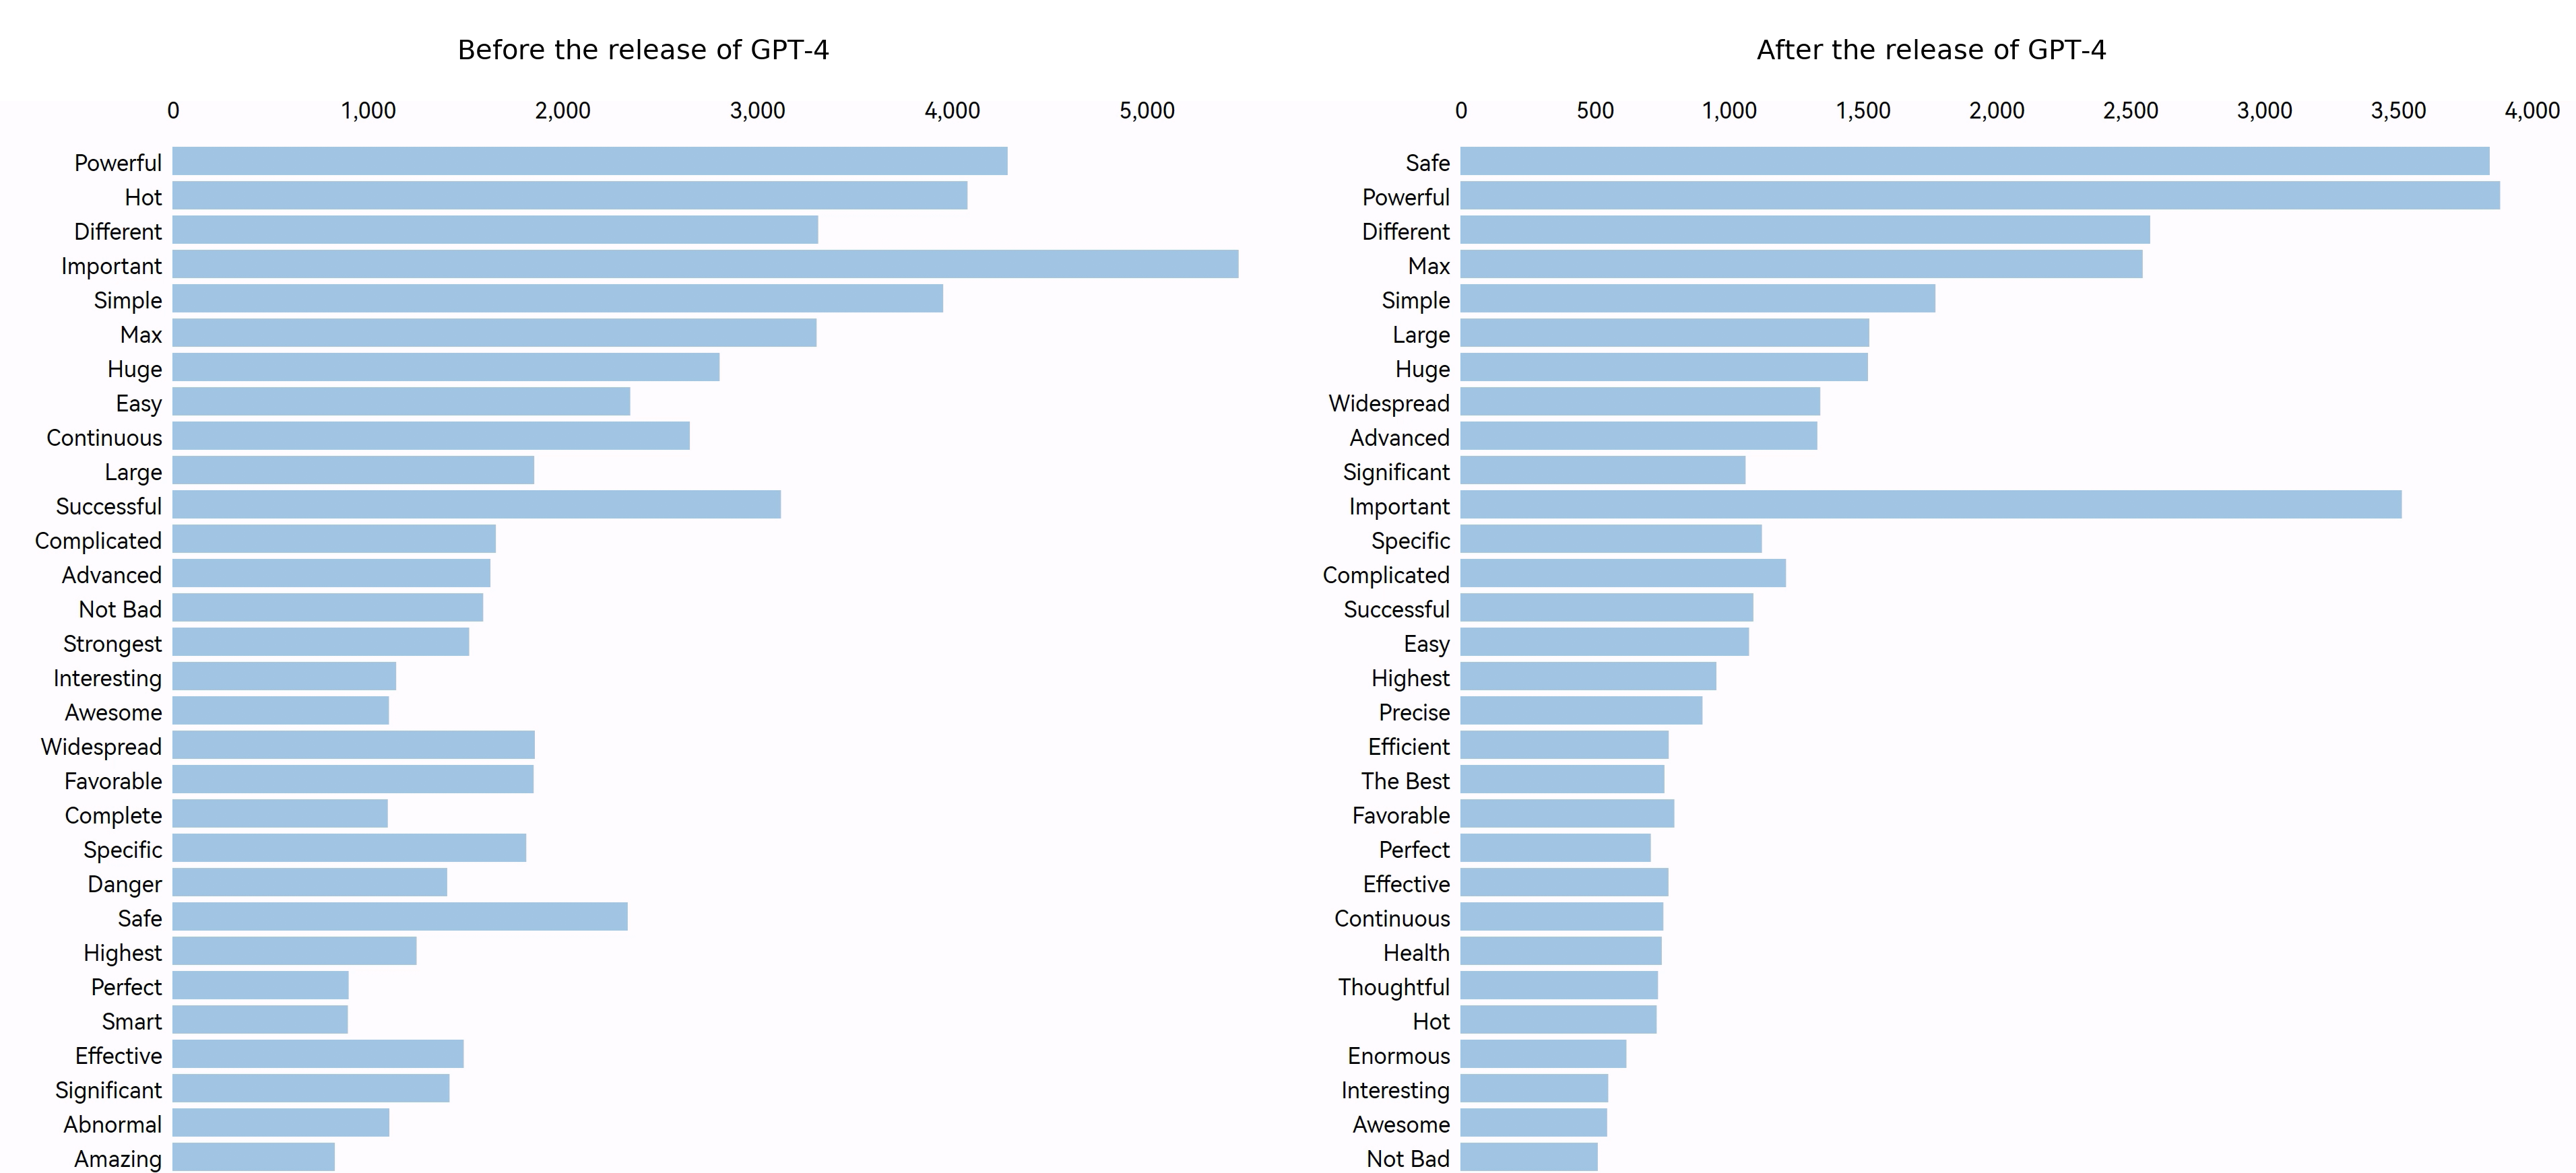 Before the release of GPT-4
0 1,000 2,000 3,000 4,000 5,000
Powerful
Hot
Different
Important
Simple
Max
Huge
Easy
Continuous
Large
Successful
Complicated
Advanced
Not Bad
Strongest
Interesting
Awesome
Widespread
Favorable
Complete
Specific
Danger
Safe
Highest
Perfect
Smart
Effective
Significant
Abnormal
Amazing
After the release of GPT-4
0 500 1,000 1,500 2,000 2,500 3,000 3,500 4,000
Safe
Powerful
Different
Max
Simple
Large
Huge
Widespread
Advanced
Significant
Important
Specific
Complicated
Successful
Easy
Highest
Precise
Efficient
The Best
Favorable
Perfect
Effective
Continuous
Health
Thoughtful
Hot
Enormous
Interesting
Awesome
Not Bad